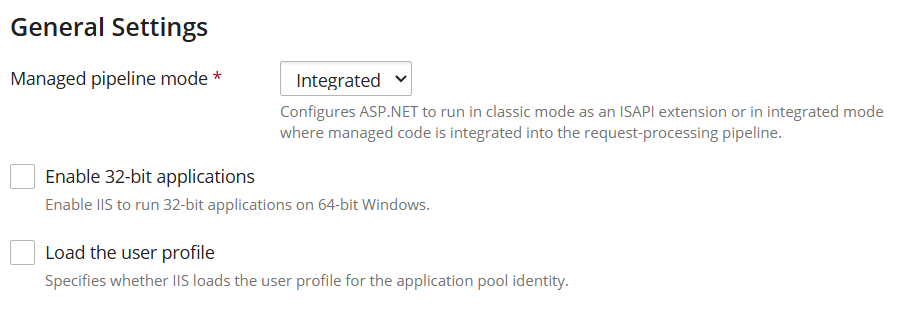 General Settings
Managed pipeline mode *
Integrated
Configures ASP.NET to run in classic mode as an ISAPI extension or in integrated mode
where managed code is integrated into the request-processing pipeline.
Enable 32-bit applications
Enable IIS to run 32-bit applications on 64-bit Windows.
Load the user profile
Specifies whether IIS loads the user profile for the application pool identity.